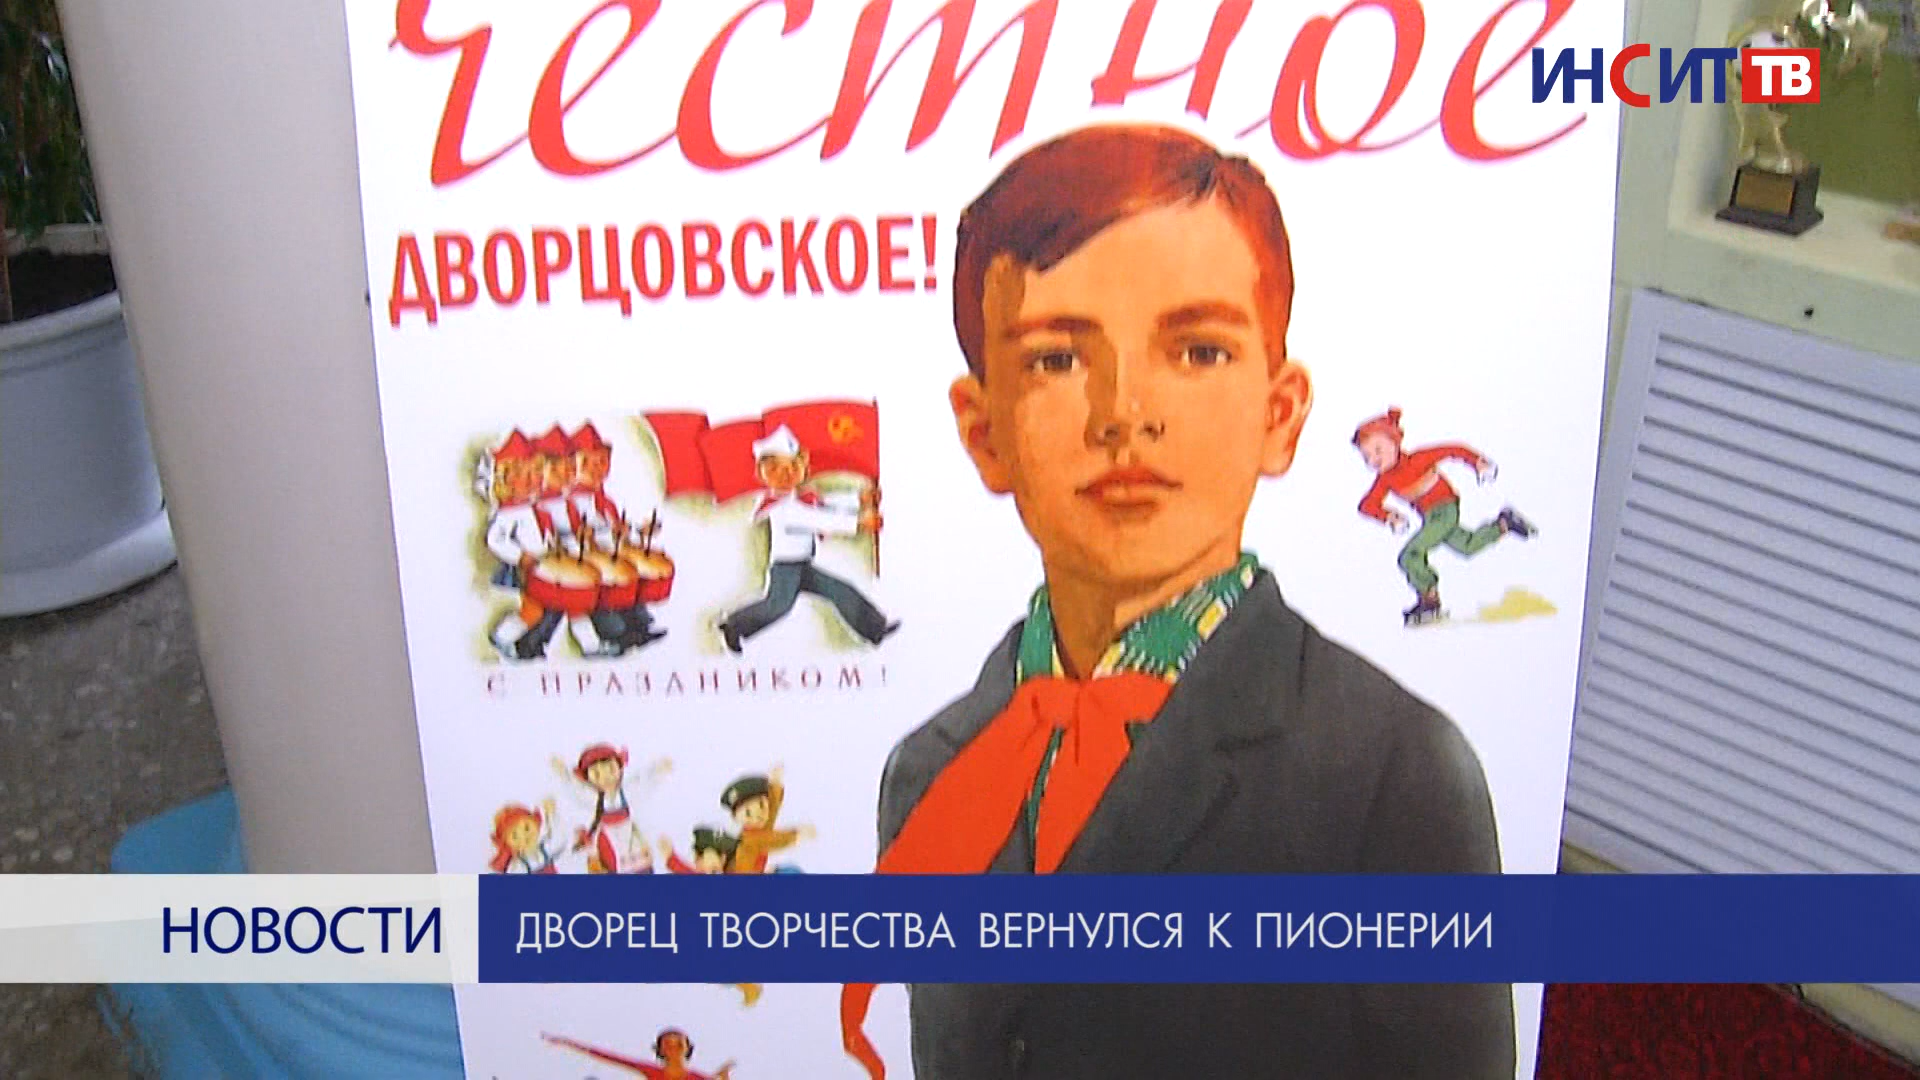 честное
ИНСИТ ТВ
ДВОРЦОВСКОЕ!
С ПРАЗДНИКОМ!
НОВОСТИ
ДВОРЕЦ ТВОРЧЕСТВА ВЕРНУЛСЯ К ПИОНЕРИИ